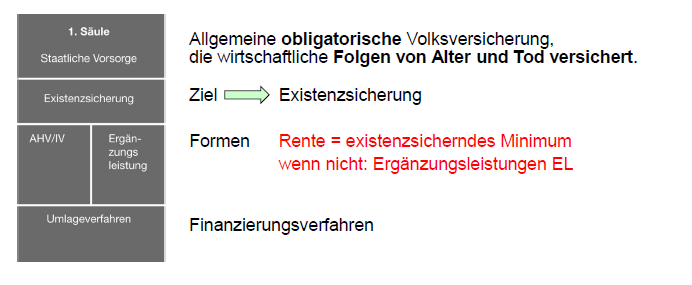 1. Säule
Staatliche Vorsorge
Allgemeine obligatorische Volksversicherung,
die wirtschaftliche Folgen von Alter und Tod versichert.
Existenzsicherung
Ziel
Existenzsicherung
AHV/IV
Ergän-
zungs
leistung
Formen
Rente = existenzsicherndes Minimum
wenn nicht: Ergänzungsleistungen EL
Umlageverfahren
Finanzierungsverfahren